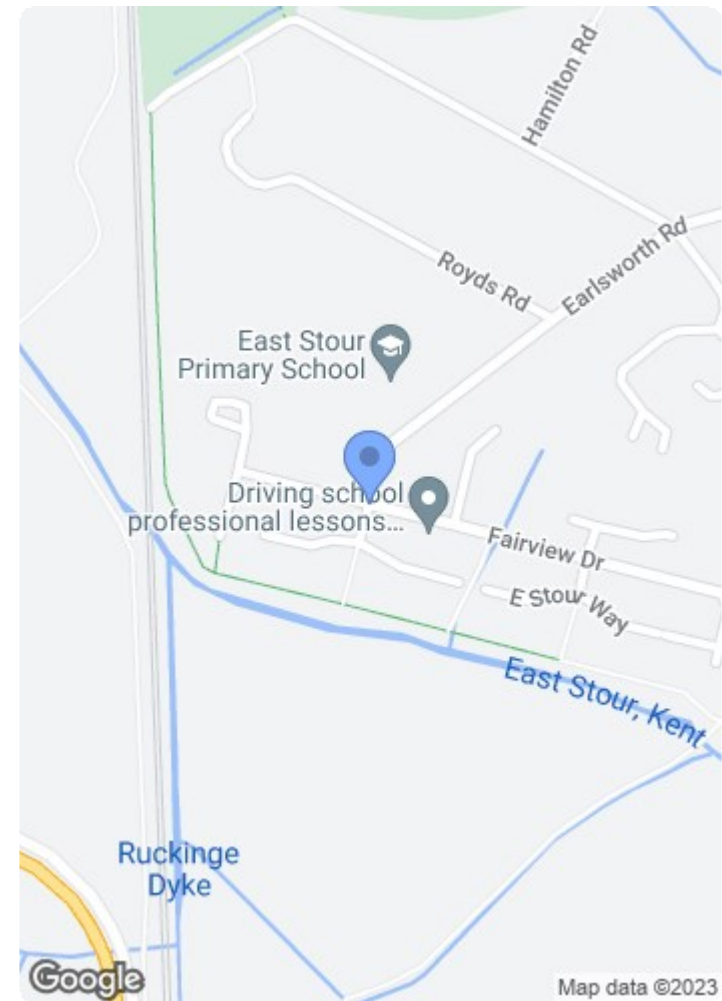 Hamilton Rd
Earlsworth Rd
Royds Rd
East Stour
Primary School
Driving school
professional lessons...
Fairview Dr
E Stour Way
East Stour, Kent
Ruckinge
Dyke
Google
Map data ©2023